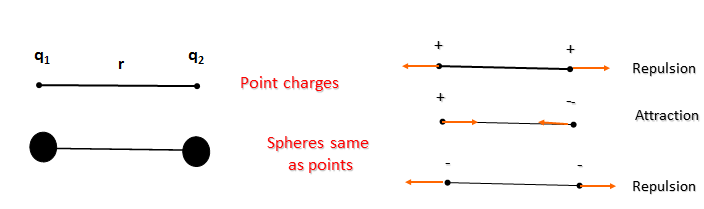 q1
r
q2
Point charges
Spheres same
as points
+ +
Repulsion
+ --
Attraction
- -
Repulsion